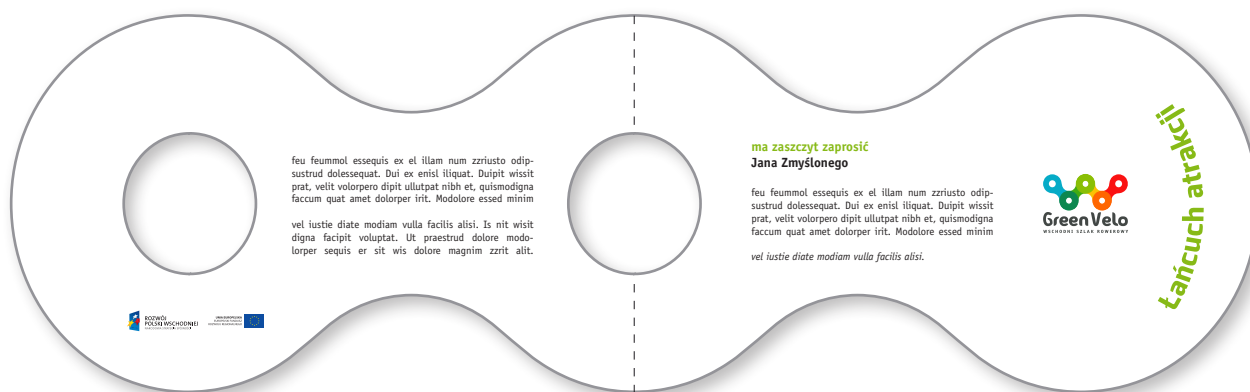 feu feummol essequis ex el illam num zzriusto odip-
sustrud dolessequat. Dui ex enisl iliquat. Duipit wissit
prat, velit volorpero dipit ullutpat nibh et, quismodigna
faccum quat amet dolorper irit. Modolore essed minim
vel iustie diate modiam vulla facilis alisi. Is nit wisit
digna facipit voluptat. Ut praestrud dolore modo-
lorper sequis er sit wis dolore magnim zzrit alit.
ROZWÓJ
POLSKI WSCHODNIEJ
UNIA EUROPEJSKA
ma zaszczyt zaprosić
Jana Zmyślonego
feu feummol essequis ex el illam num zzriusto odip-
sustrud dolessequat. Dui ex enisl iliquat. Duipit wissit
prat, velit volorpero dipit ullutpat nibh et, quismodigna
faccum quat amet dolorper irit. Modolore essed minim
vel iustie diate modiam vulla facilis alisi.
Green Velo
WSCHODNI SZLAK ROWEROWY
Łańcuch atrakcji